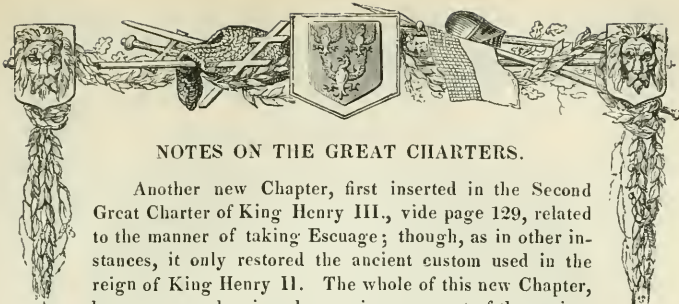 NOTES ON THE GREAT CHARTERS.
Another new Chapter, first inserted in the Second
Great Charter of King Henry III., vide page 129, related
to the manner of taking Escuage; though, as in other in-
stances, it only restored the ancient custom used in the
reign of King Henry II. The whole of this new Chapter,